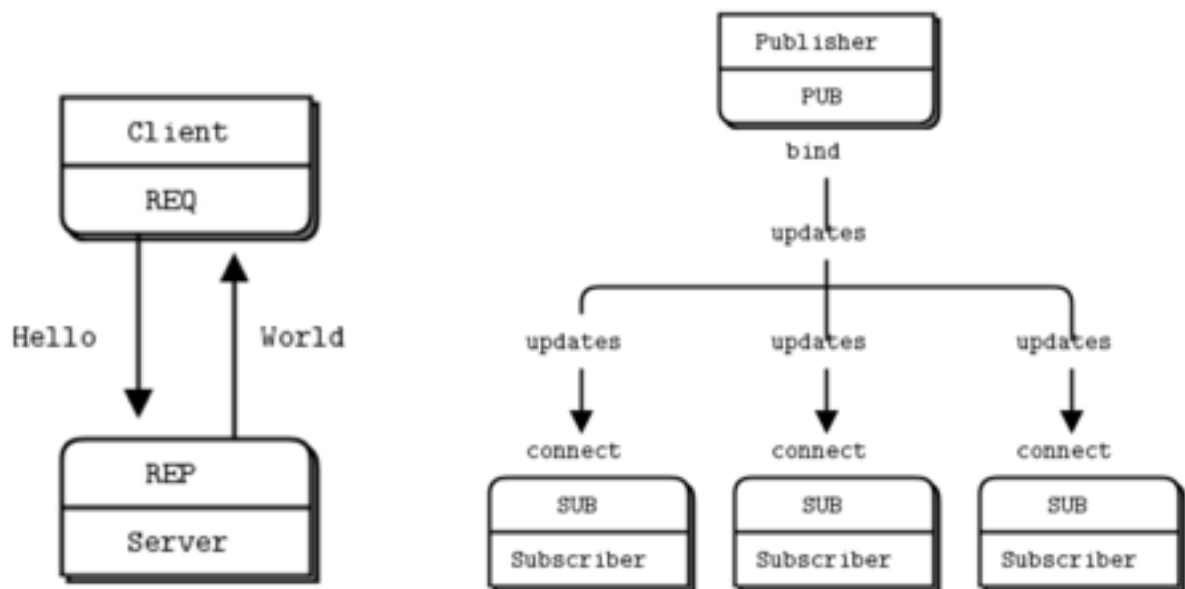 Client
REQ
Hello
World
REP
Server
Publisher
PUB
bind
updates
updates updates updates
connect connect connect
SUB SUB SUB
Subscriber Subscriber Subscriber